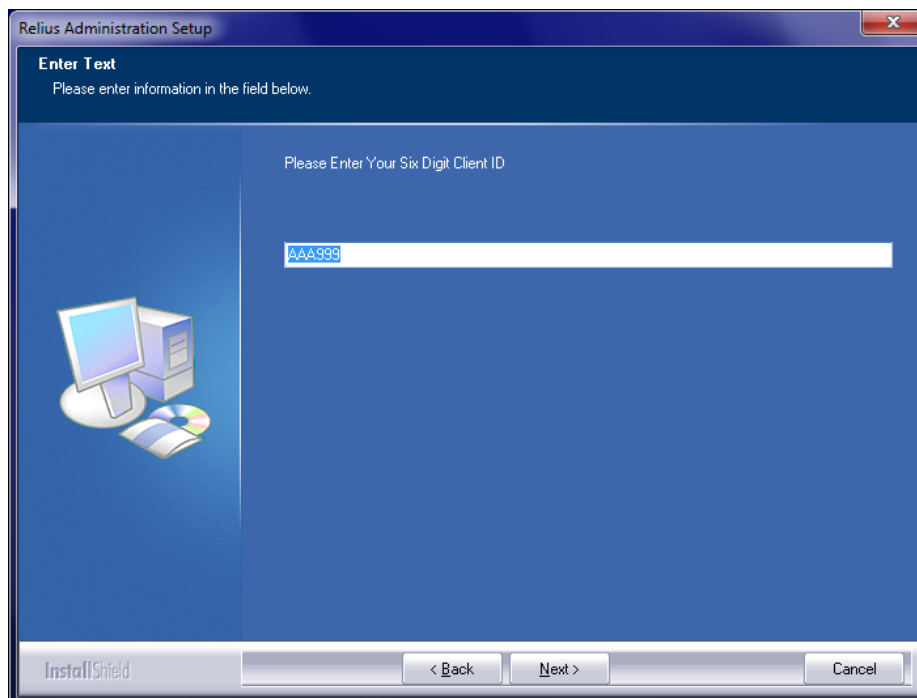 Relius Administration Setup
Enter Text
Please enter information in the field below.
Please Enter Your Six Digit Client ID
AAA999
InstallShield
< Back
Next >
Cancel